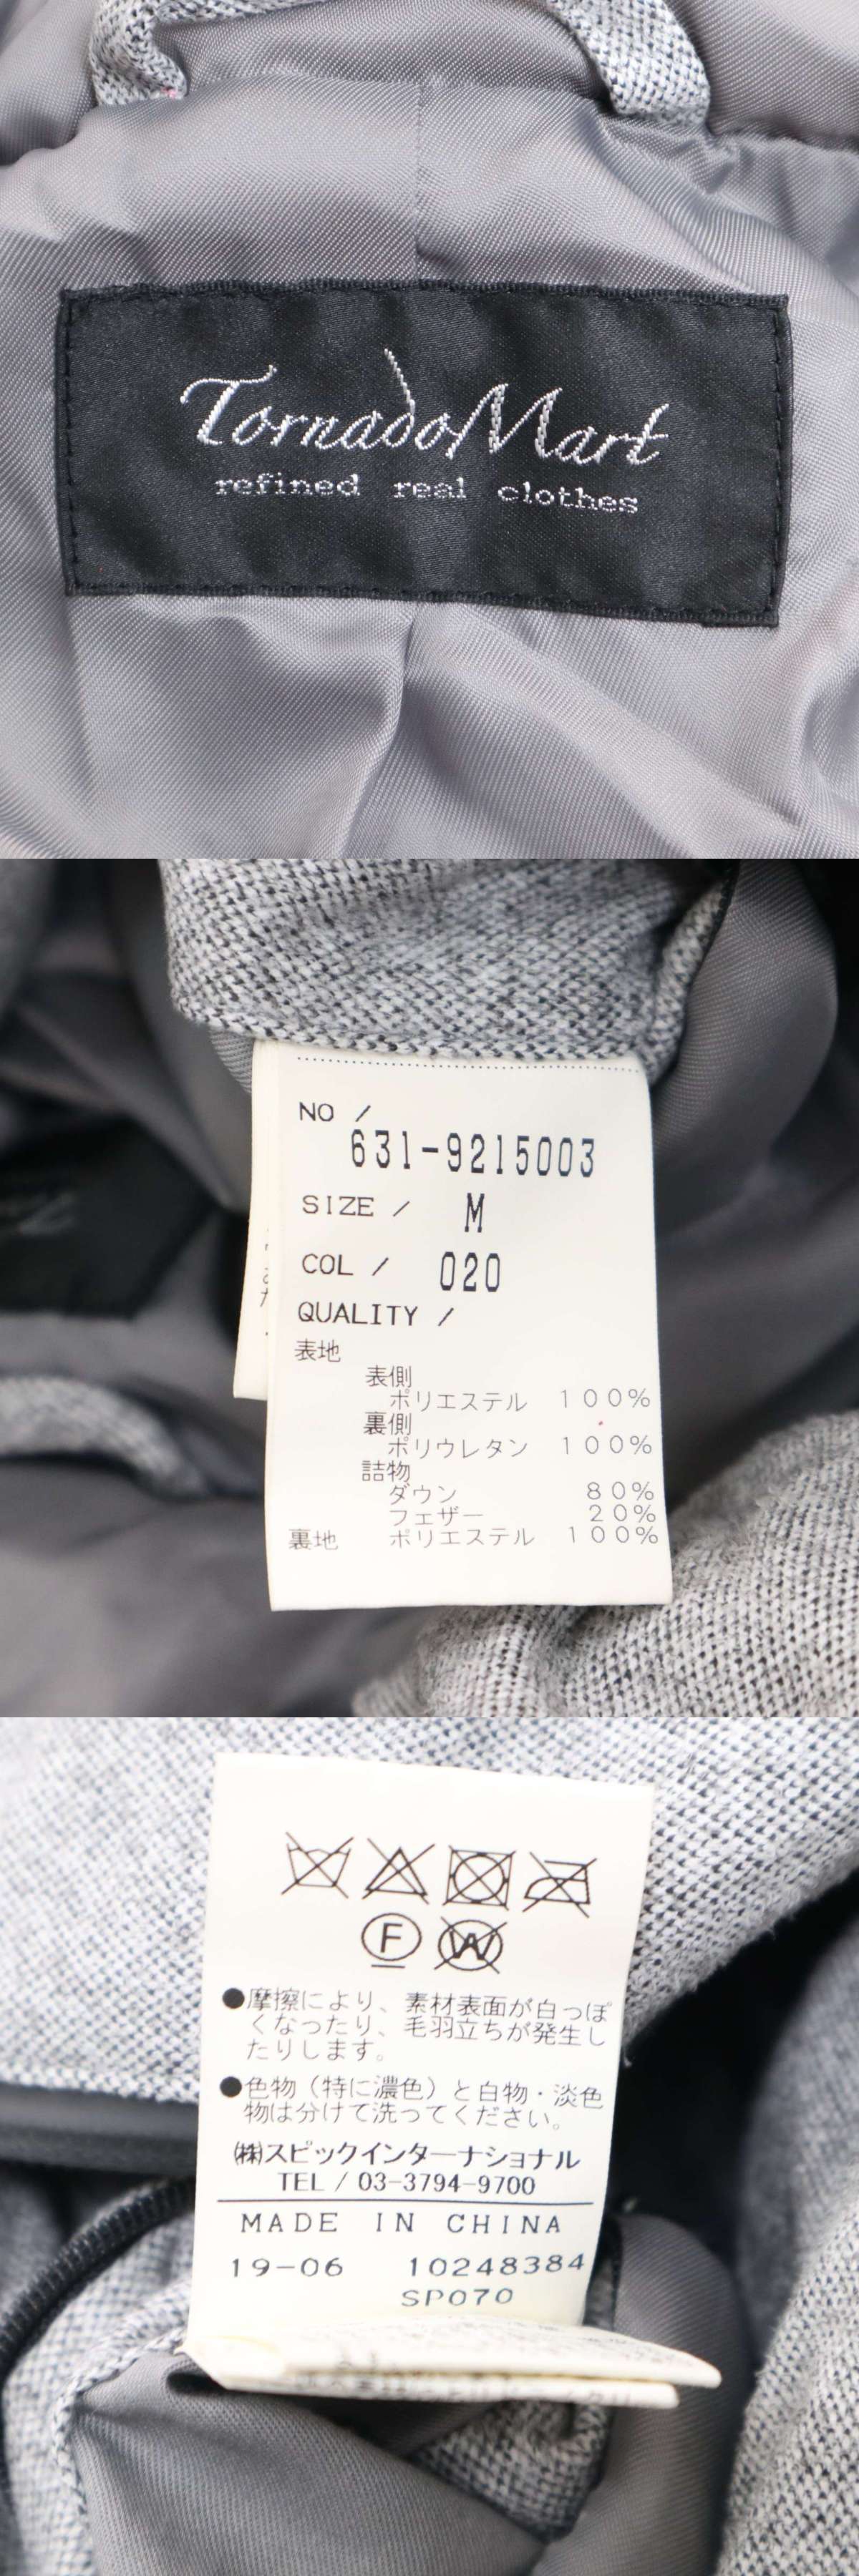 TornadoMart
refined real clothes
NO /
631-9215003
SIZE / M
COL / 020
QUALITY /
表地
表側
ポリエステル 100%
裏側
ポリウレタン 100%
詰物
ダウン 80%
フェザー 20%
裏地 ポリエステル 100%
F
W
●摩擦により、素材表面が白っぽ
くなったり、毛羽立ちが発生し
たりします。
●色物(特に濃色)と白物・淡色
物は分けて洗ってください。
㈱スピックインターナショナル
TEL / 03-3794-9700
MADE IN CHINA
19-06 10248384
SP070